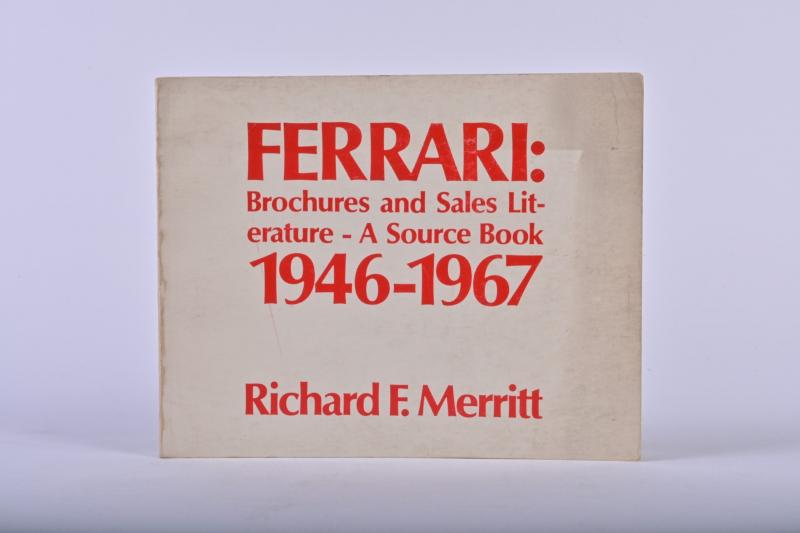 FERRARI:
Brochures and Sales Lit-
erature - A Source Book
1946-1967
Richard F. Merritt